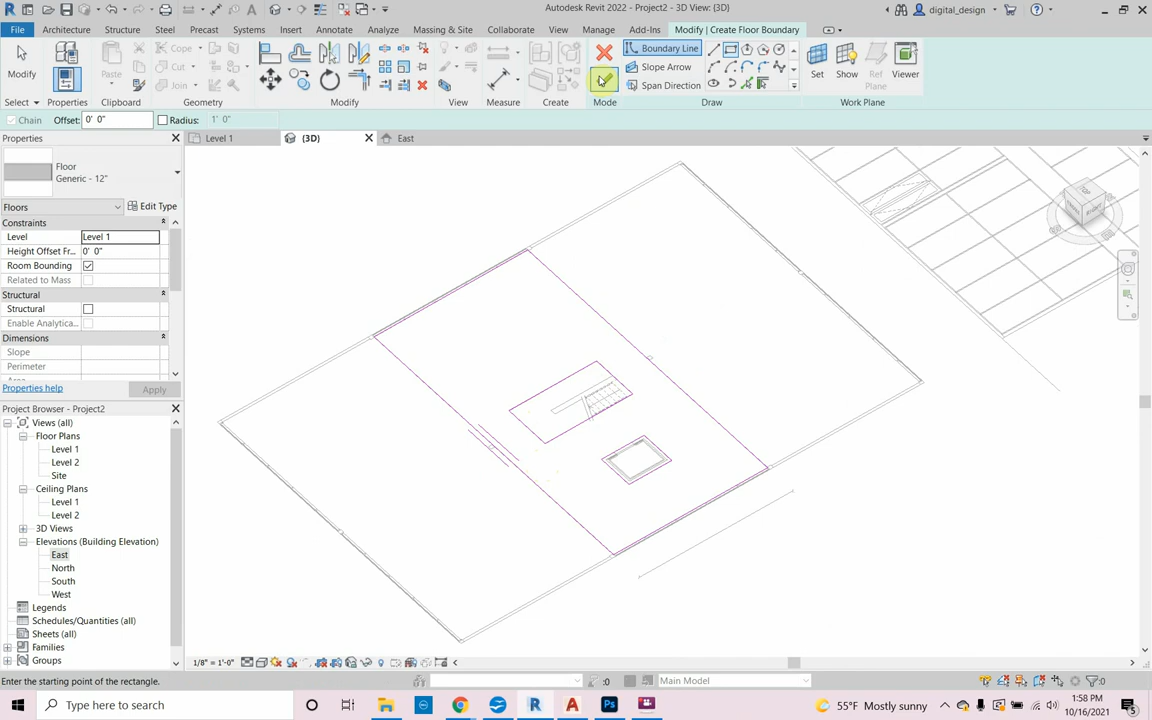 Autodesk Revit 2022 - Project2 - 3D View: {3D}
digital_design
File Architecture Structure Steel Precast Systems Insert Annotate Analyze Massing & Site Collaborate View Manage Add-Ins Modify | Create Floor Boundary
Modify
Paste
Cope
Cut
Join
Boundary Line
Slope Arrow
Span Direction
Set Show Ref Plane Viewer
Select Properties Clipboard Geometry Modify View Measure Create Mode Draw Work Plane
Chain Offset: 0' 0" Radius: 1' 0"
Properties
Level 1 {3D} East
Floor
Generic - 12"
Floors Edit Type
Constraints
Level Level 1
Height Offset Fr... 0' 0"
Room Bounding
Related to Mass
Structural
Structural
Enable Analytica...
Dimensions
Slope
Perimeter
Properties help Apply
Project Browser - Project2
Views (all)
Floor Plans
Level 1
Level 2
Site
Ceiling Plans
Level 1
Level 2
3D Views
Elevations (Building Elevation)
East
North
South
West
Legends
Schedules/Quantities (all)
Sheets (all)
Families
Groups
TOP
RIGHT
1/8" = 1'-0"
Enter the starting point of the rectangle.
:0 Main Model :0
Type here to search
55°F Mostly sunny
1:58 PM
10/16/2021